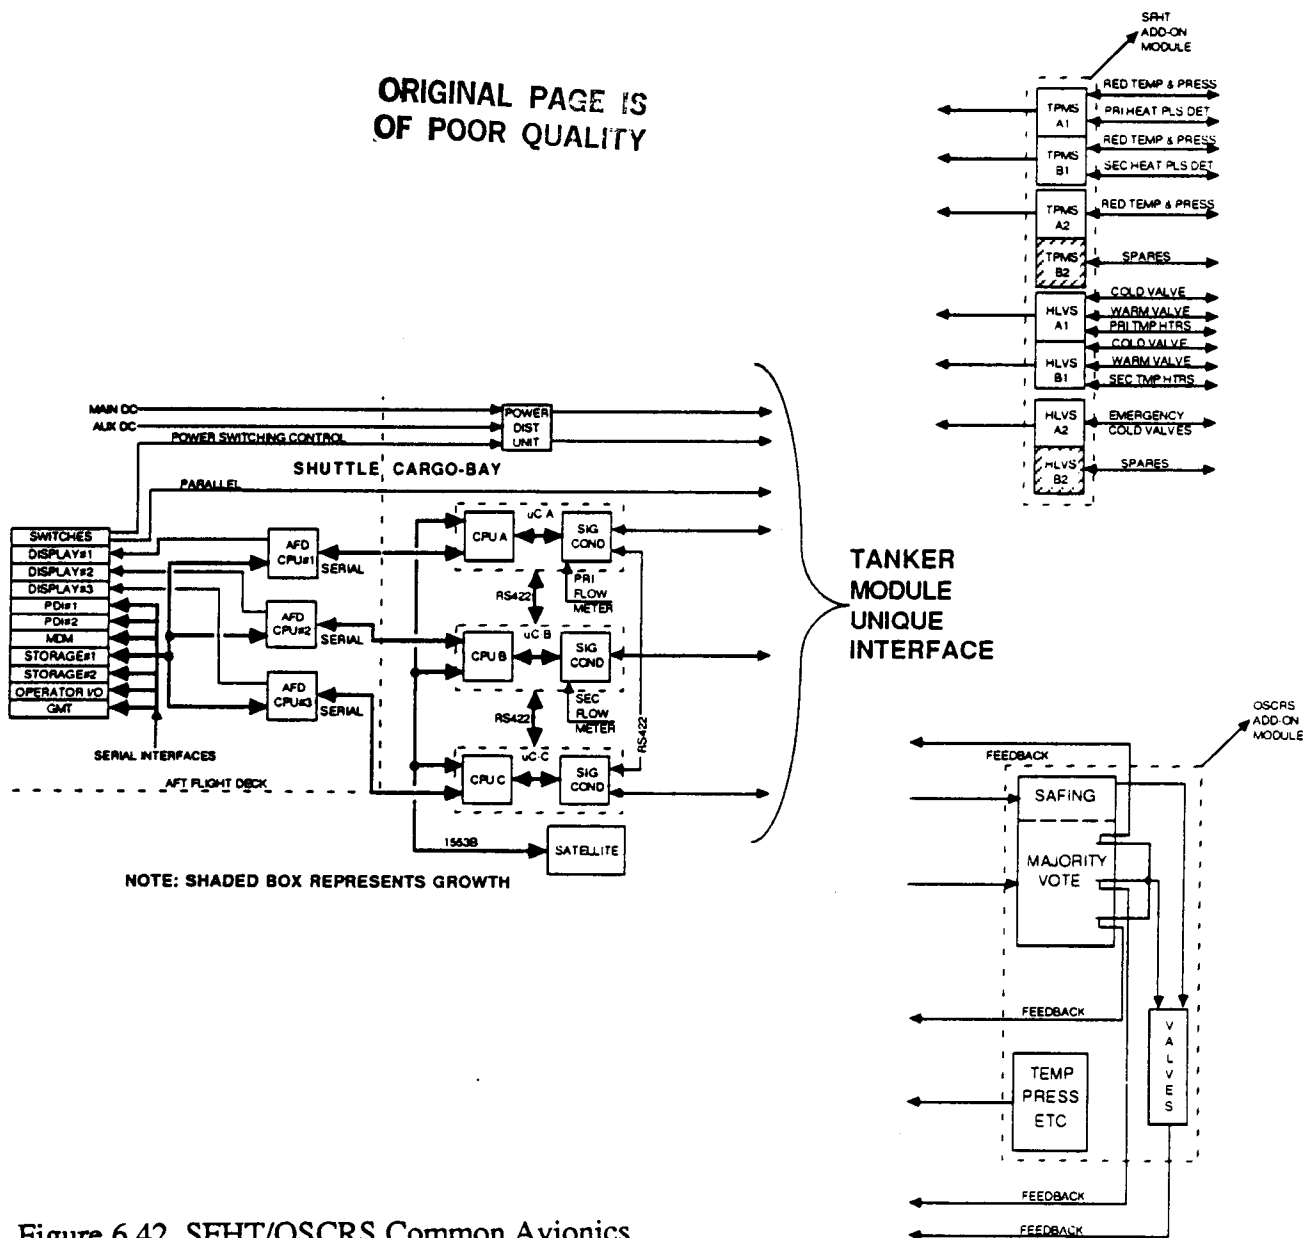 ORIGINAL PAGE IS
OF POOR QUALITY
SFHT
ADD-ON
MODULE
TPMS
A1
RED TEMP & PRESS
PRI HEAT PLS DET
TPMS
B1
RED TEMP & PRESS
SEC HEAT PLS DET
TPMS
A2
RED TEMP & PRESS
TPMS
B2
SPARES
HLVS
A1
COLD VALVE
WARM VALVE
PRI TMP HTRS
HLVS
B1
COLD VALVE
WARM VALVE
SEC TMP HTRS
HLVS
A2
EMERGENCY
COLD VALVES
HLVS
B2
SPARES
MAIN DC
AUX DC
POWER SWITCHING CONTROL
POWER
DIST
UNIT
SHUTTLE CARGO-BAY
PARALLEL
SWITCHES
DISPLAY#1
DISPLAY#2
DISPLAY#3
PDI#1
PDI#2
MDM
STORAGE#1
STORAGE#2
OPERATOR I/O
GMT
SERIAL INTERFACES
AFT FLIGHT DECK
AFD
CPU#1
SERIAL
AFD
CPU#2
SERIAL
AFD
CPU#3
SERIAL
uC A
CPU A
SIG
COND
RS422
PRI
FLOW
METER
uC B
CPU B
SIG
COND
RS422
SEC
FLOW
METER
RS422
uC C
CPU C
SIG
COND
1553B
SATELLITE
NOTE: SHADED BOX REPRESENTS GROWTH
TANKER
MODULE
UNIQUE
INTERFACE
OSCRS
ADD-ON
MODULE
FEEDBACK
SAFING
MAJORITY
VOTE
FEEDBACK
VALVES
TEMP
PRESS
ETC
FEEDBACK
FEEDBACK
Figure 6.42 SFHT/OSCRS Common Avionics